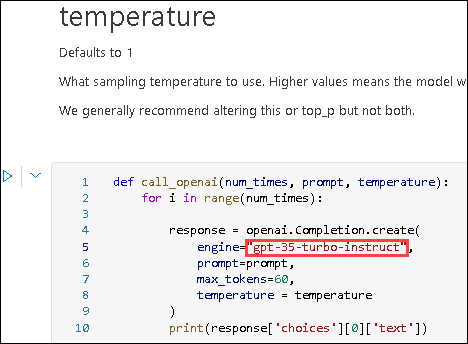 temperature
Defaults to 1
What sampling temperature to use. Higher values means the model w
We generally recommend altering this or top_p but not both.
1 def call_openai(num_times, prompt, temperature):
2     for i in range(num_times):
3
4         response = openai.Completion.create(
5             engine="gpt-35-turbo-instruct",
6             prompt=prompt,
7             max_tokens=60,
8             temperature = temperature
9         )
10         print(response['choices'][0]['text'])